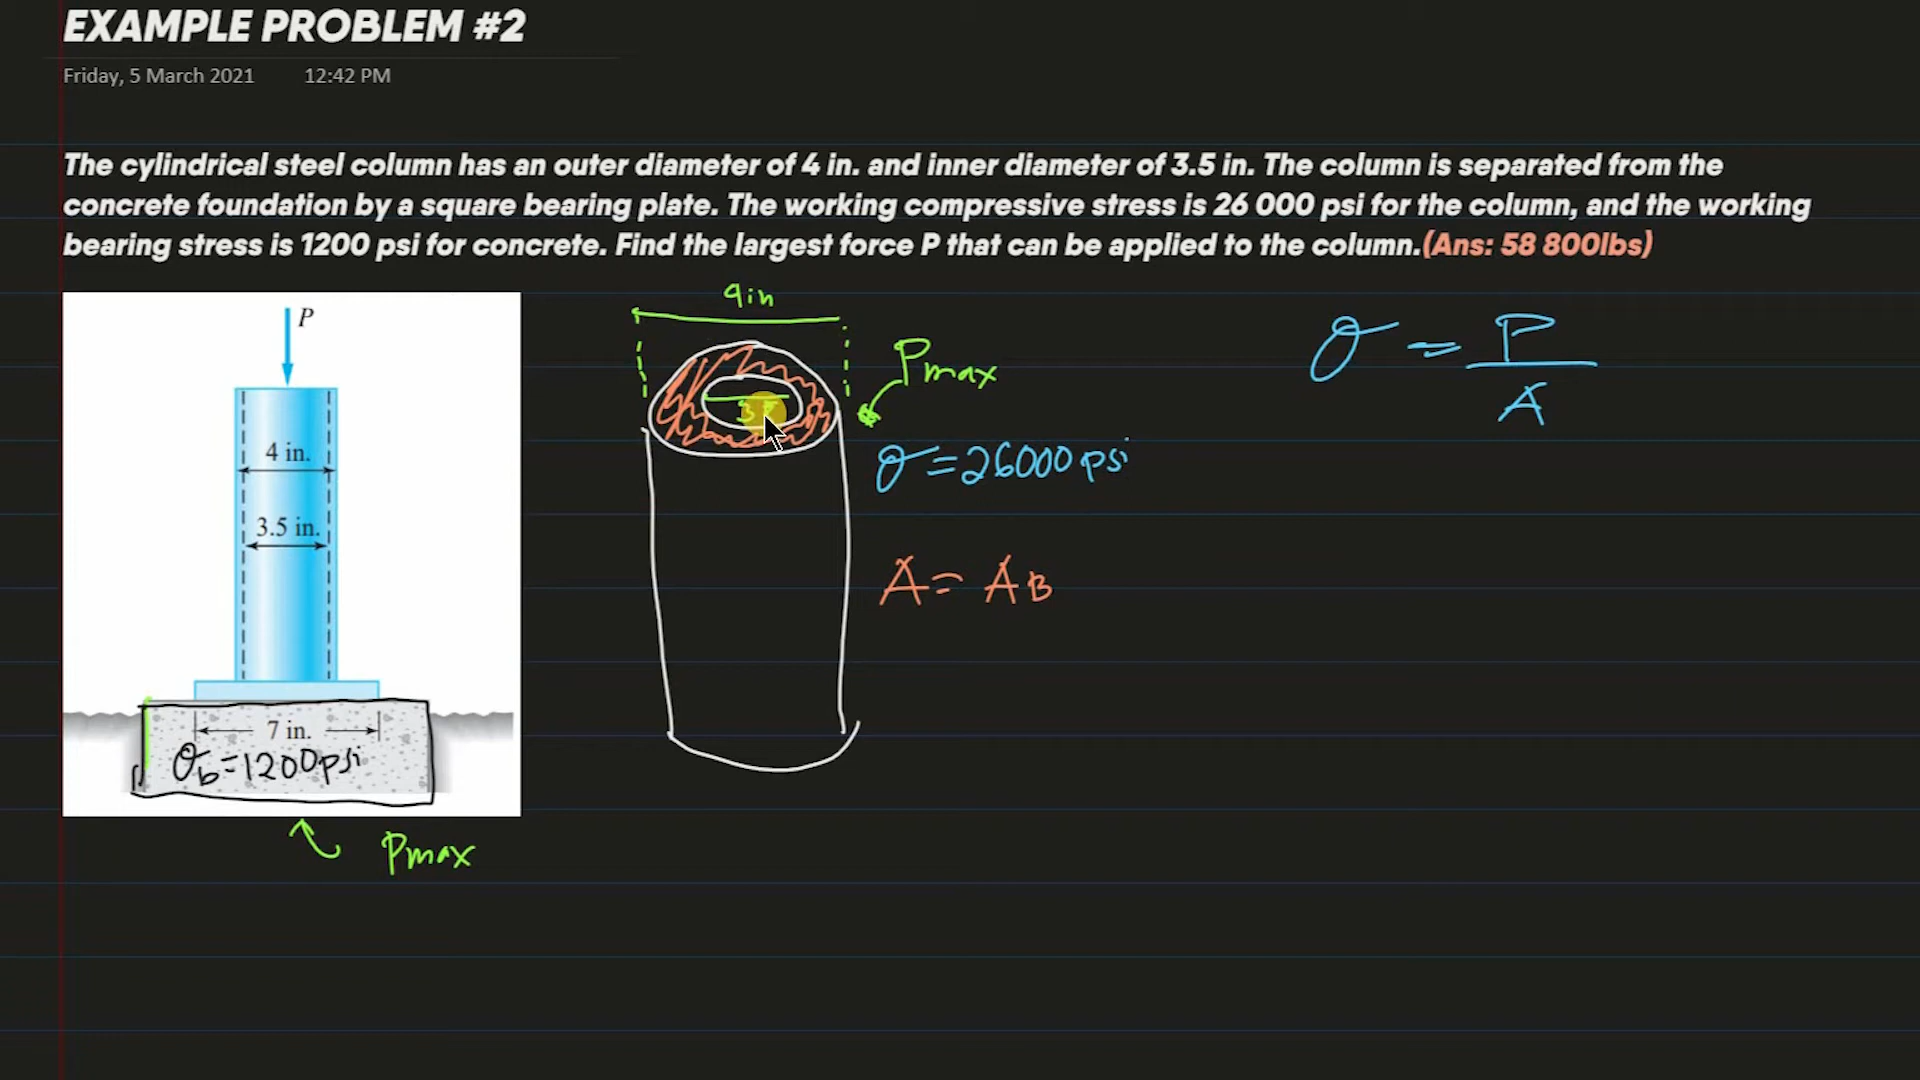 EXAMPLE PROBLEM #2
Friday, 5 March 2021 12:42 PM
The cylindrical steel column has an outer diameter of 4 in. and inner diameter of 3.5 in. The column is separated from the
concrete foundation by a square bearing plate. The working compressive stress is 26 000 psi for the column, and the working
bearing stress is 1200 psi for concrete. Find the largest force P that can be applied to the column.(Ans: 58 800lbs)
P
4 in.
3.5 in.
7 in.
σb=1200psi
Pmax
4in
Pmax
σ=26000psi
A= AB
σ = P
A